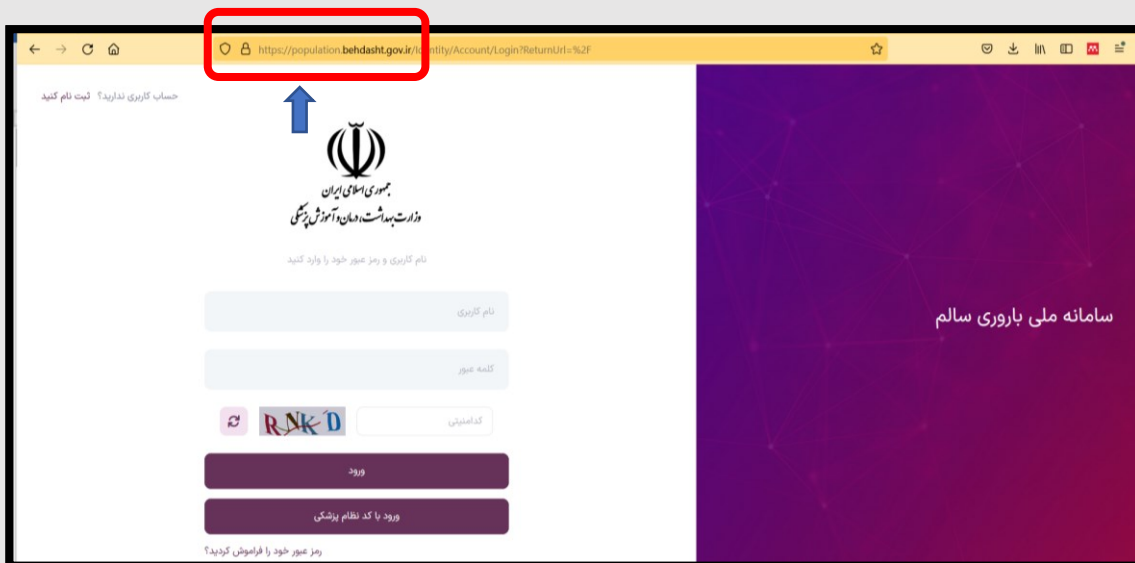 https://population.behdasht.gov.ir/Identity/Account/Login?ReturnUrl=%2F
حساب کاربری ندارید؟ ثبت نام کنید
جمهوری اسلامی ایران
وزارت بهداشت، درمان و آموزش پزشکی
نام کاربری و رمز عبور خود را وارد کنید
نام کاربری
کلمه عبور
کدامنیتی
RNKD
ورود
ورود با کد نظام پزشکی
رمز عبور خود را فراموش کردید؟
سامانه ملی باروری سالم